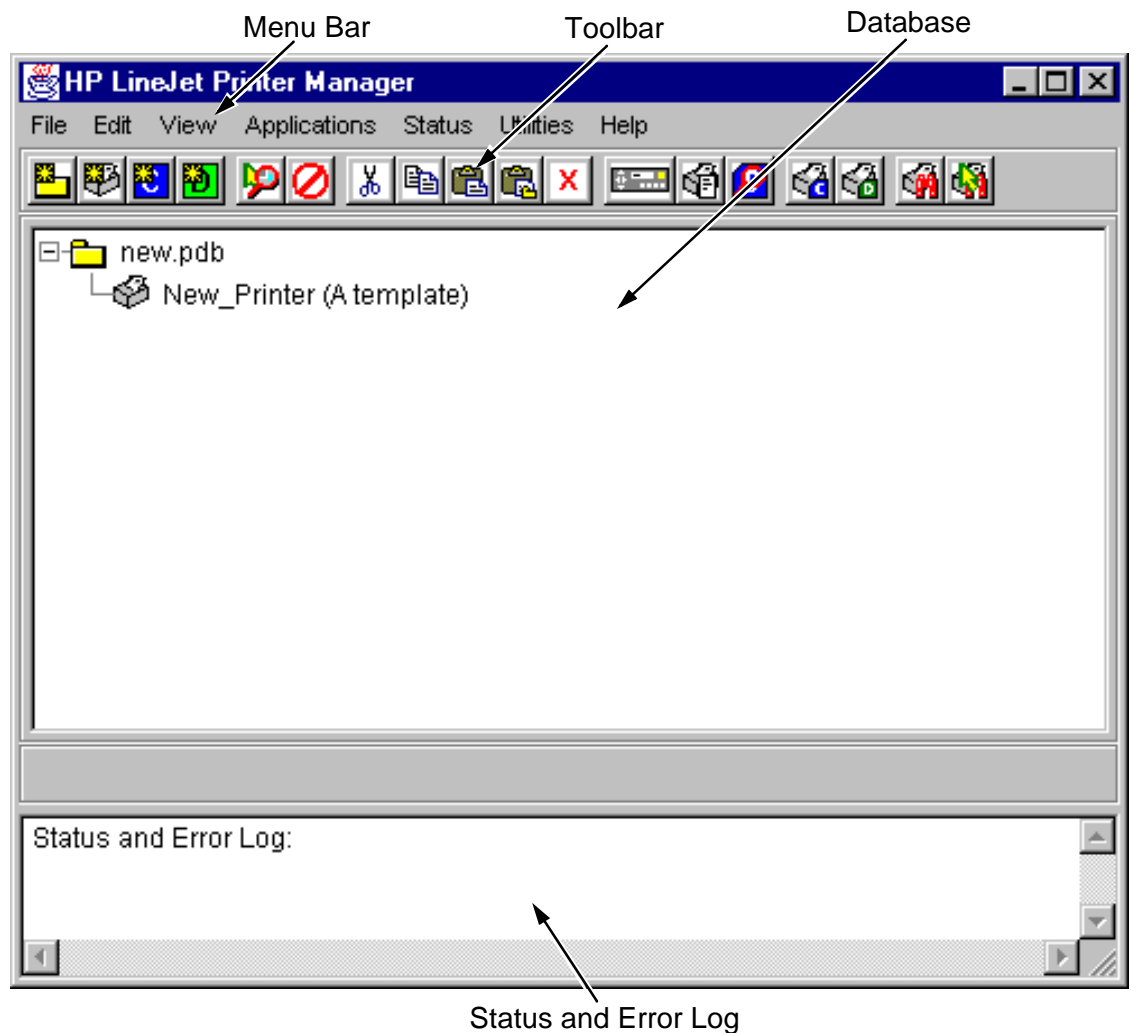 Menu Bar Toolbar Database
HP LineJet Printer Manager
File Edit View Applications Status Utilities Help
new.pdb
New_Printer (A template)
Status and Error Log:
Status and Error Log